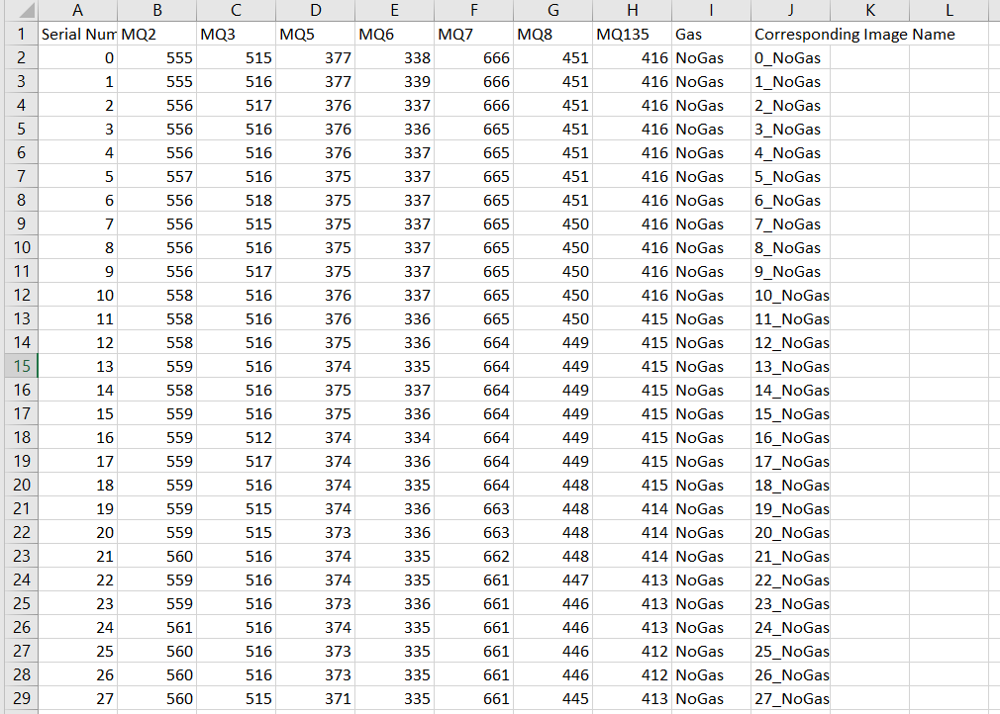 A B C D E F G H I J K L
1 Serial Num MQ2 MQ3 MQ5 MQ6 MQ7 MQ8 MQ135 Gas Corresponding Image Name
2 0 555 515 377 338 666 451 416 NoGas 0_NoGas
3 1 555 516 377 339 666 451 416 NoGas 1_NoGas
4 2 556 517 376 337 666 451 416 NoGas 2_NoGas
5 3 556 516 376 336 665 451 416 NoGas 3_NoGas
6 4 556 516 376 337 665 451 416 NoGas 4_NoGas
7 5 557 516 375 337 665 451 416 NoGas 5_NoGas
8 6 556 518 375 337 665 451 416 NoGas 6_NoGas
9 7 556 515 375 337 665 450 416 NoGas 7_NoGas
10 8 556 516 375 337 665 450 416 NoGas 8_NoGas
11 9 556 517 375 337 665 450 416 NoGas 9_NoGas
12 10 558 516 376 337 665 450 416 NoGas 10_NoGas
13 11 558 516 376 336 665 450 415 NoGas 11_NoGas
14 12 558 516 375 336 664 449 415 NoGas 12_NoGas
15 13 559 516 374 335 664 449 415 NoGas 13_NoGas
16 14 558 516 375 337 664 449 415 NoGas 14_NoGas
17 15 559 516 375 336 664 449 415 NoGas 15_NoGas
18 16 559 512 374 334 664 449 415 NoGas 16_NoGas
19 17 559 517 374 336 664 449 415 NoGas 17_NoGas
20 18 559 516 374 335 664 448 415 NoGas 18_NoGas
21 19 559 515 374 336 663 448 414 NoGas 19_NoGas
22 20 559 515 373 336 663 448 414 NoGas 20_NoGas
23 21 560 516 374 335 662 448 414 NoGas 21_NoGas
24 22 559 516 374 335 661 447 413 NoGas 22_NoGas
25 23 559 516 373 336 661 446 413 NoGas 23_NoGas
26 24 561 516 374 335 661 446 413 NoGas 24_NoGas
27 25 560 516 373 335 661 446 412 NoGas 25_NoGas
28 26 560 516 373 335 661 446 412 NoGas 26_NoGas
29 27 560 515 371 335 661 445 413 NoGas 27_NoGas